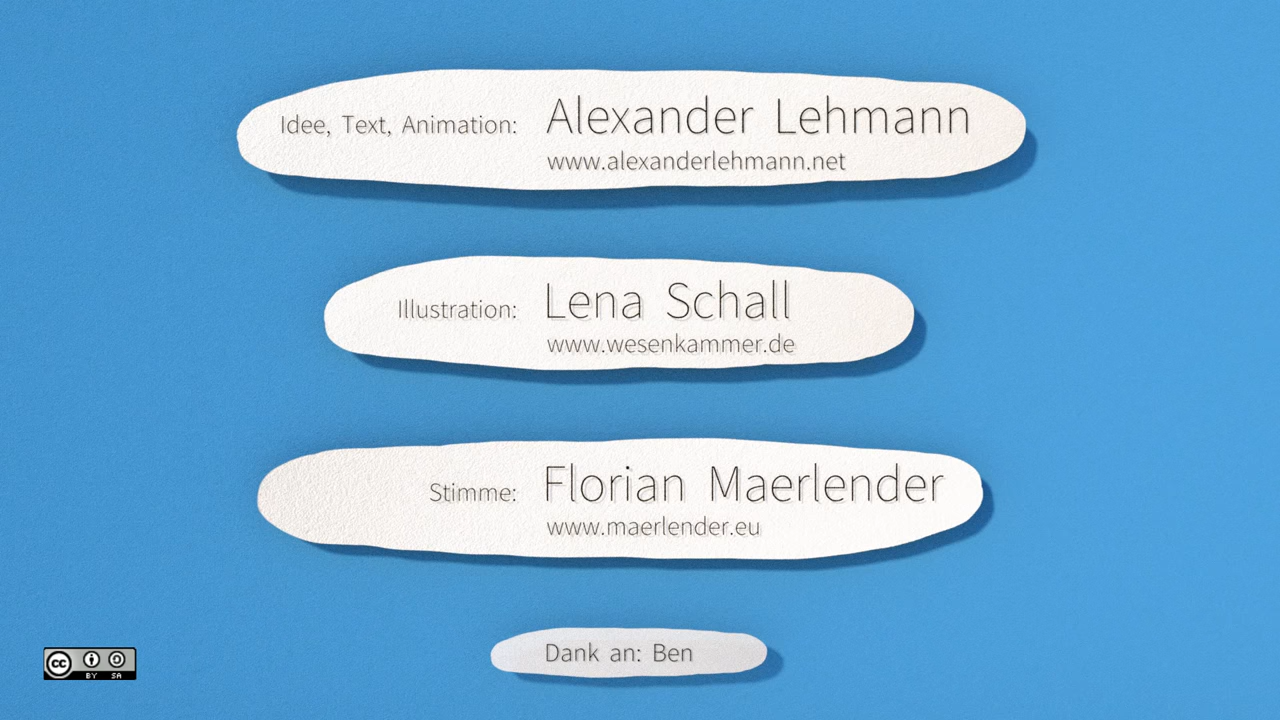 Idee, Text, Animation: Alexander Lehmann
www.alexanderlehmann.net
Illustration: Lena Schall
www.wesenkammer.de
Stimme: Florian Maerlender
www.maerlender.eu
Dank an: Ben
cc BY SA